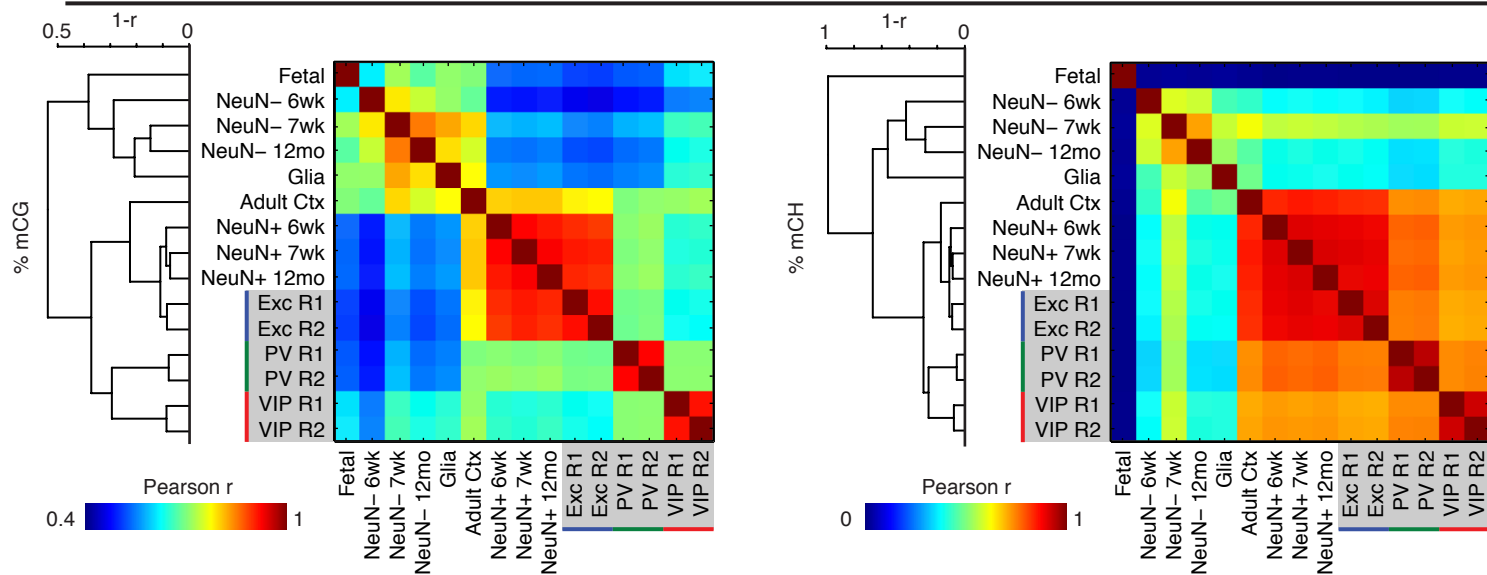 1-r
0.5 0
% mCG
Fetal
NeuN− 6wk
NeuN− 7wk
NeuN− 12mo
Glia
Adult Ctx
NeuN+ 6wk
NeuN+ 7wk
NeuN+ 12mo
Exc R1
Exc R2
PV R1
PV R2
VIP R1
VIP R2
Fetal
NeuN− 6wk
NeuN− 7wk
NeuN− 12mo
Glia
Adult Ctx
NeuN+ 6wk
NeuN+ 7wk
NeuN+ 12mo
Exc R1
Exc R2
PV R1
PV R2
VIP R1
VIP R2
Pearson r
0.4 1
1-r
1 0
% mCH
Fetal
NeuN− 6wk
NeuN− 7wk
NeuN− 12mo
Glia
Adult Ctx
NeuN+ 6wk
NeuN+ 7wk
NeuN+ 12mo
Exc R1
Exc R2
PV R1
PV R2
VIP R1
VIP R2
Fetal
NeuN− 6wk
NeuN− 7wk
NeuN− 12mo
Glia
Adult Ctx
NeuN+ 6wk
NeuN+ 7wk
NeuN+ 12mo
Exc R1
Exc R2
PV R1
PV R2
VIP R1
VIP R2
Pearson r
0 1